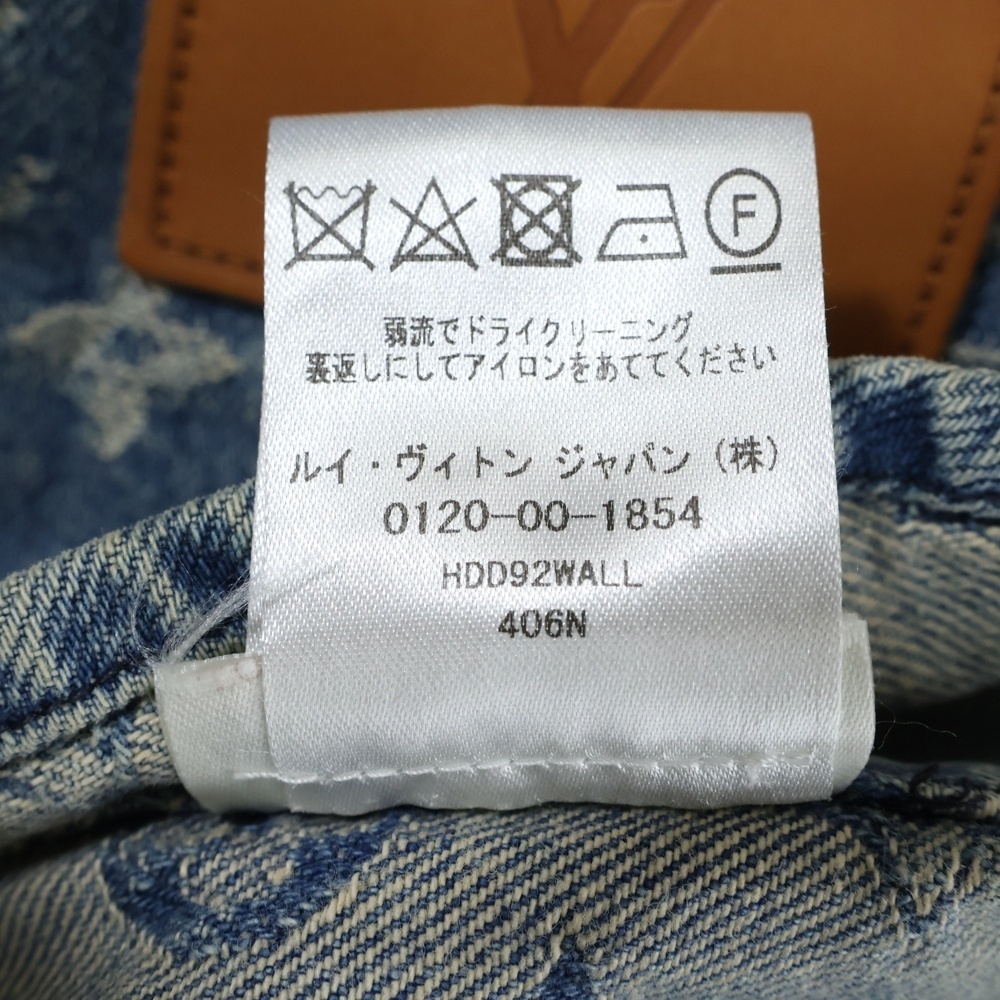 F
弱流でドライクリーニング
裏返しにしてアイロンをあててください
ルイ・ヴィトン ジャパン (株)
0120-00-1854
HDD92WALL
406N